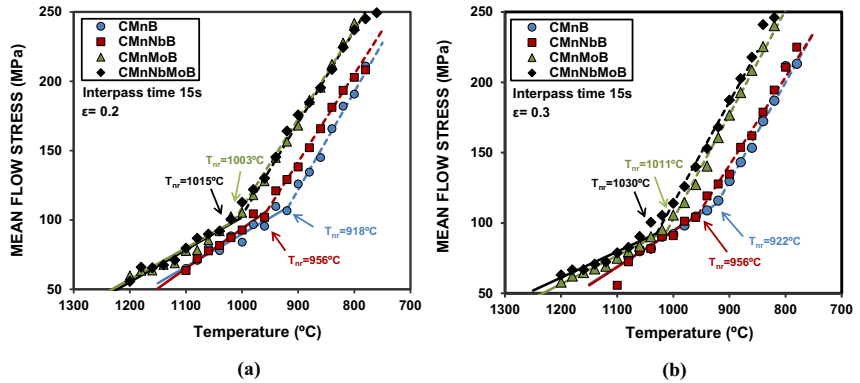 MEAN FLOW STRESS (MPa)
250
200
150
100
50
CMnB
CMnNbB
CMnMoB
CMnNbMoB
Interpass time 15s
ε= 0.2
Tnr=1003ºC
Tnr=1015ºC
Tnr=918ºC
Tnr=956ºC
1300 1200 1100 1000 900 800 700
Temperature (ºC)
(a)
MEAN FLOW STRESS (MPa)
250
200
150
100
50
CMnB
CMnNbB
CMnMoB
CMnNbMoB
Interpass time 15s
ε= 0.3
Tnr=1011ºC
Tnr=1030ºC
Tnr=922ºC
Tnr=956ºC
1300 1200 1100 1000 900 800 700
Temperature (ºC)
(b)